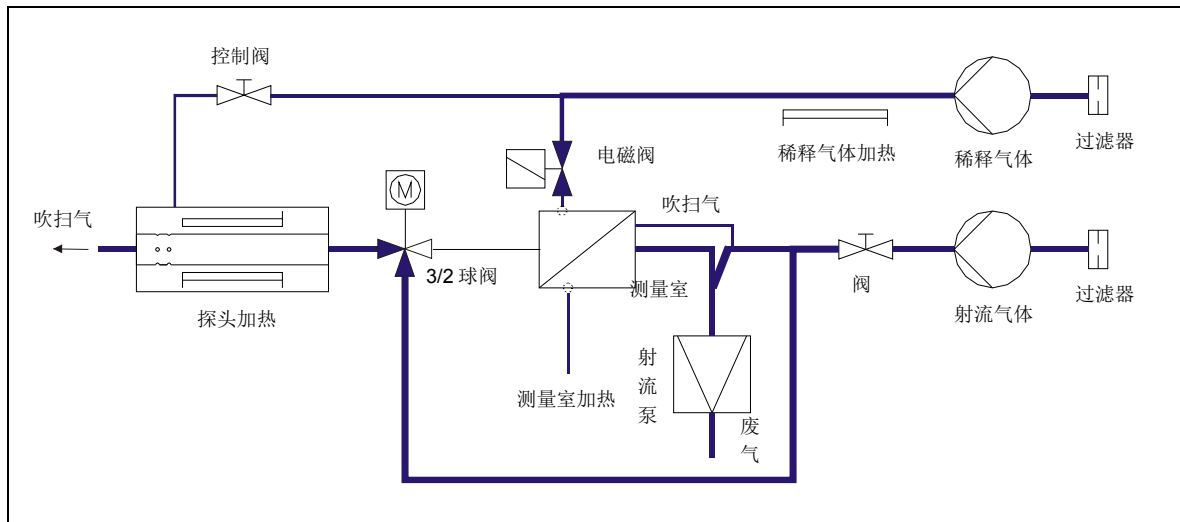 控制阀
过滤器
稀释气体
稀释气体加热
电磁阀
M
吹扫气
吹扫气
3/2 球阀
测量室
阀
射流气体
过滤器
探头加热
射流泵
测量室加热
废气